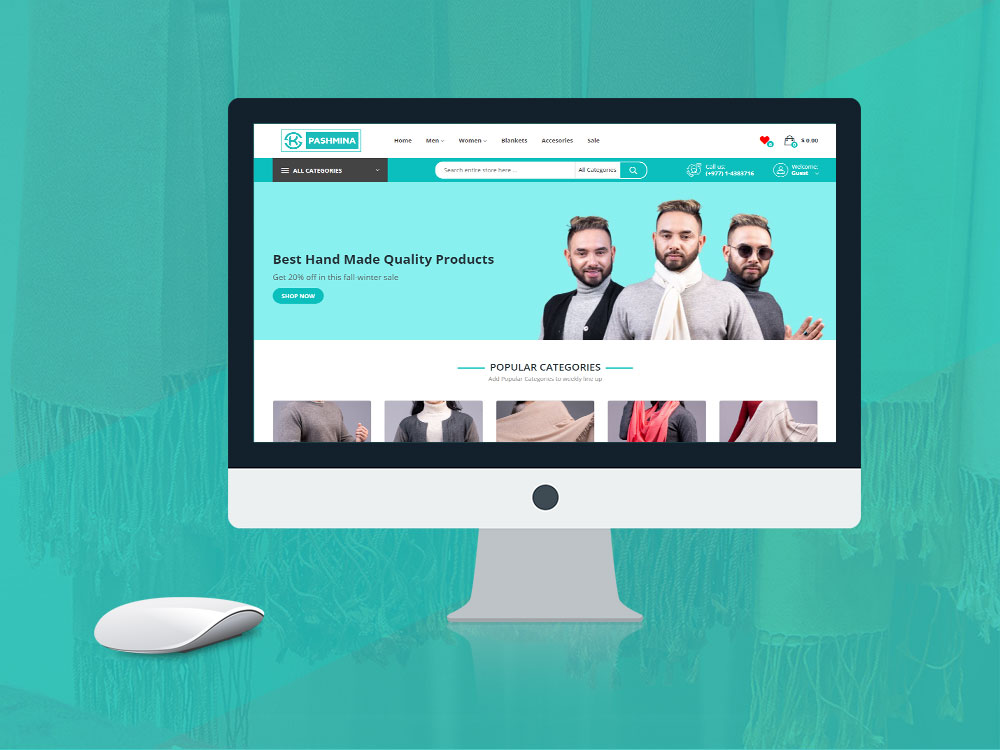 PASHMINA
Home Men Women Blankets Accesories Sale
0 0 $ 0.00
ALL CATEGORIES
Search entire store here ... All Categories
Call us:
(+977) 1-4383716
Welcome:
Guest
Best Hand Made Quality Products
Get 20% off in this fall-winter sale
SHOP NOW
POPULAR CATEGORIES
Add Popular Categories to weekly line up